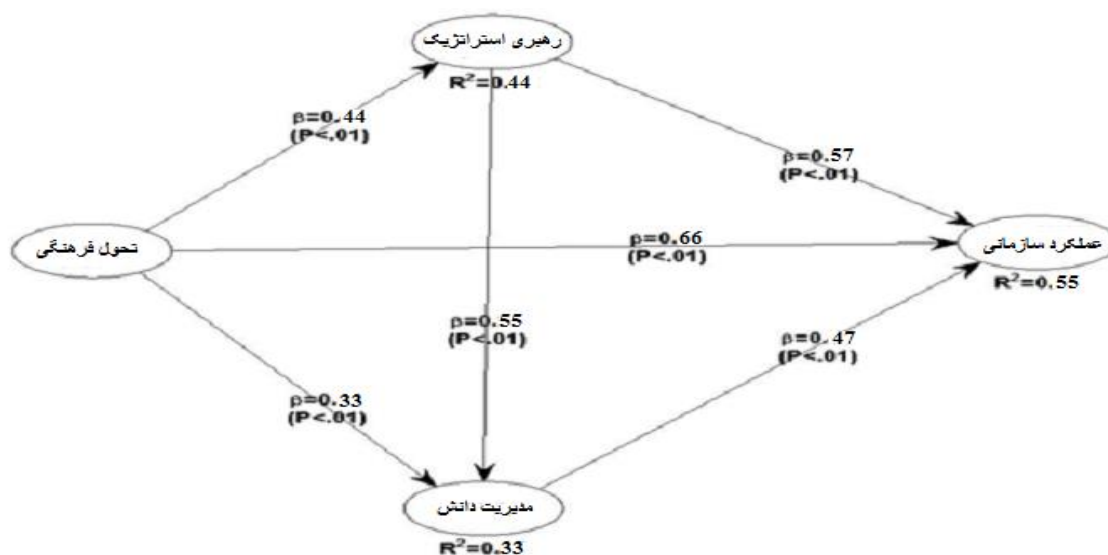 رهبری استراتژیک
R²=0.44
β=0.44
(P<.01)
β=0.57
(P<.01)
تحول فرهنگی
β=0.66
(P<.01)
عملکرد سازمانی
R²=0.55
β=0.55
(P<.01)
β=0.47
(P<.01)
β=0.33
(P<.01)
مدیریت دانش
R²=0.33